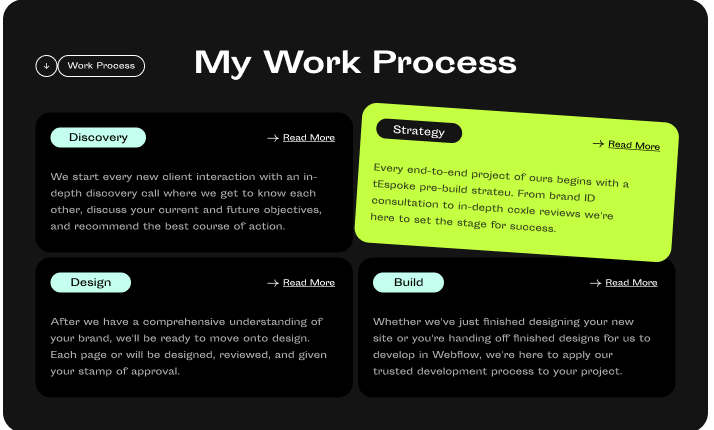 Work Process
My Work Process
Discovery
Read More
We start every new client interaction with an in-
depth discovery call where we get to know each
other, discuss your current and future objectives,
and recommend the best course of action.
Strategy
Read More
Every end-to-end project of ours begins with a
tEspoke pre-build strateu. From brand ID
consultation to in-depth ccxle reviews we're
here to set the stage for success.
Design
Read More
After we have a comprehensive understanding of
your brand, we'll be ready to move onto design.
Each page or will be designed, reviewed, and given
your stamp of approval.
Build
Read More
Whether we've just finished designing your new
site or you're handing off finished designs for us to
develop in Webflow, we're here to apply our
trusted development process to your project.